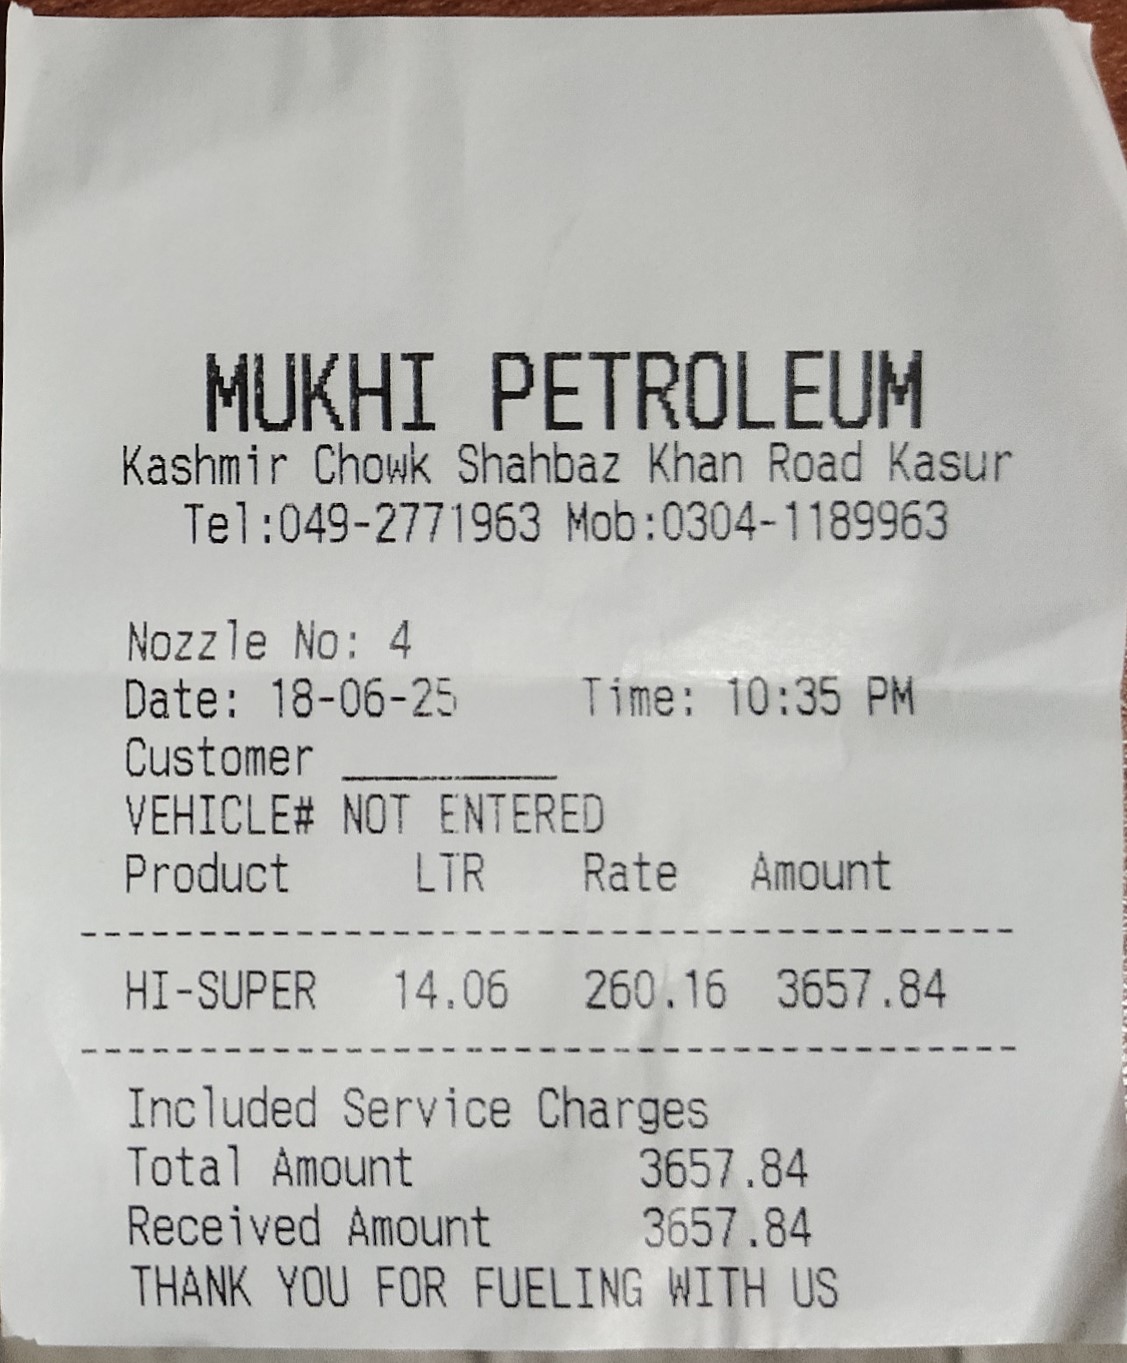 MUKHI PETROLEUM
Kashmir Chowk Shahbaz Khan Road Kasur
Tel:049-2771963 Mob:0304-1189963
Nozzle No: 4
Date: 18-06-25 Time: 10:35 PM
Customer _________
VEHICLE# NOT ENTERED
Product LTR Rate Amount
---------------------------------------
HI-SUPER 14.06 260.16 3657.84
---------------------------------------
Included Service Charges
Total Amount 3657.84
Received Amount 3657.84
THANK YOU FOR FUELING WITH US